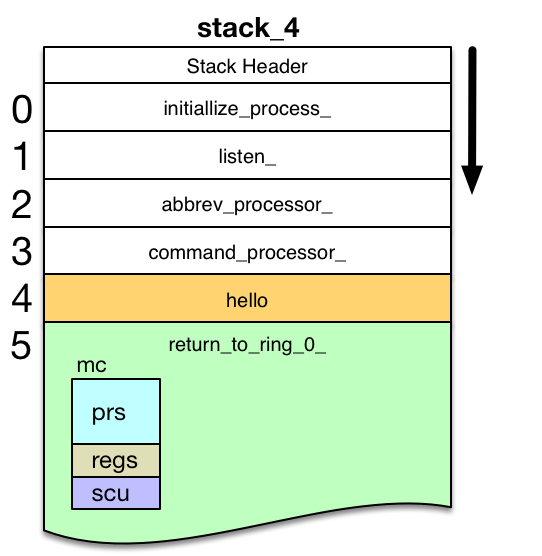 stack_4
Stack Header
0 initiallize_process_
1 listen_
2 abbrev_processor_
3 command_processor_
4 hello
5 return_to_ring_0_
mc
prs
regs
scu